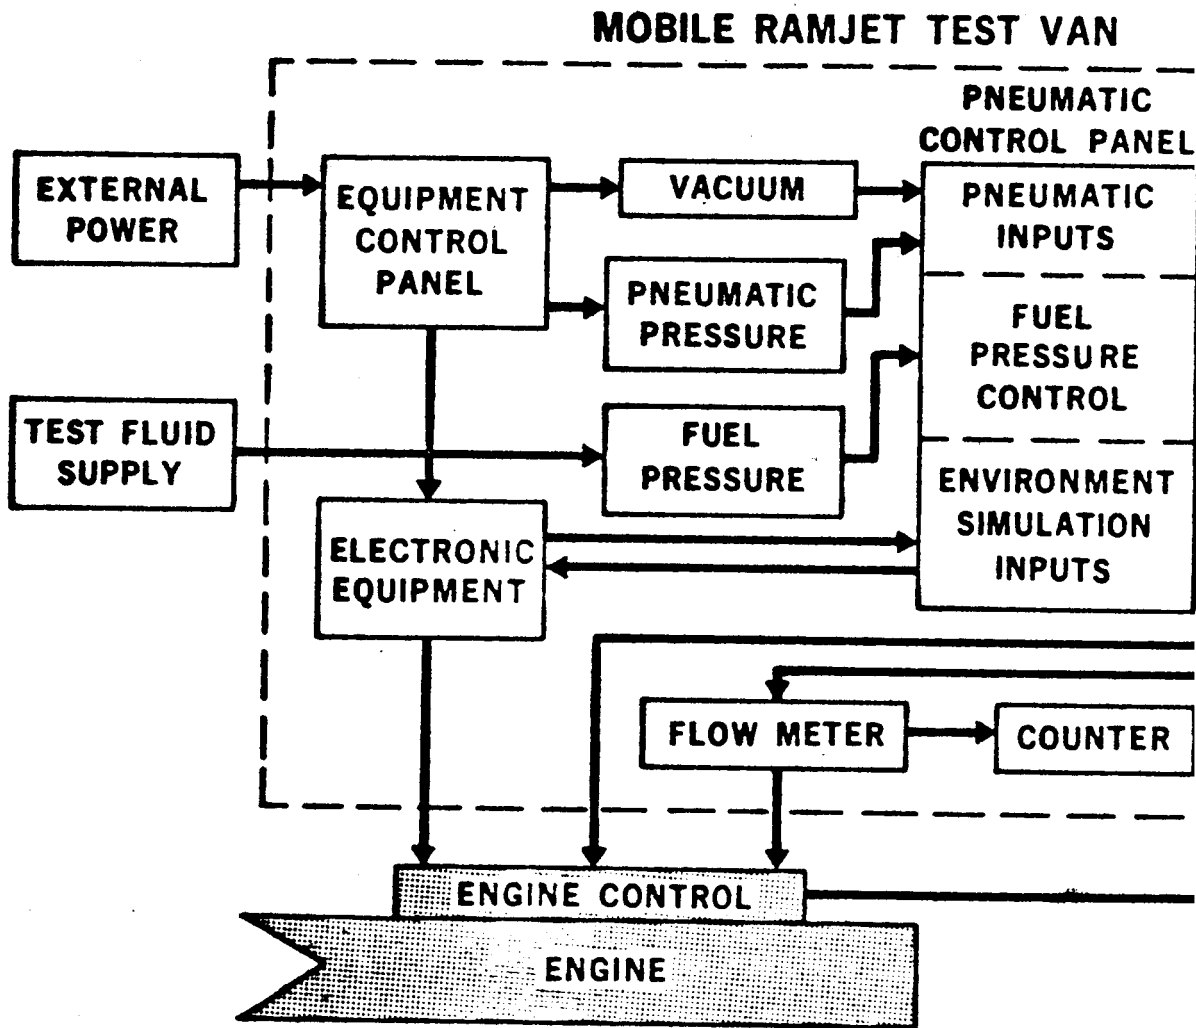 MOBILE RAMJET TEST VAN
PNEUMATIC
CONTROL PANEL
EXTERNAL
POWER
EQUIPMENT
CONTROL
PANEL
VACUUM
PNEUMATIC
INPUTS
PNEUMATIC
PRESSURE
FUEL
PRESSURE
CONTROL
TEST FLUID
SUPPLY
FUEL
PRESSURE
ENVIRONMENT
SIMULATION
INPUTS
ELECTRONIC
EQUIPMENT
FLOW METER
COUNTER
ENGINE CONTROL
ENGINE